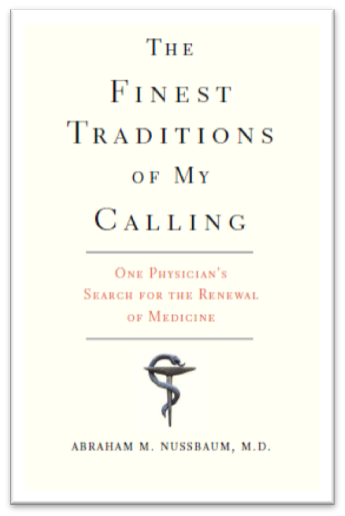 The
Finest
Traditions
of My
Calling
One Physician's
Search for the Renewal
of Medicine
ABRAHAM M. NUSSBAUM, M.D.